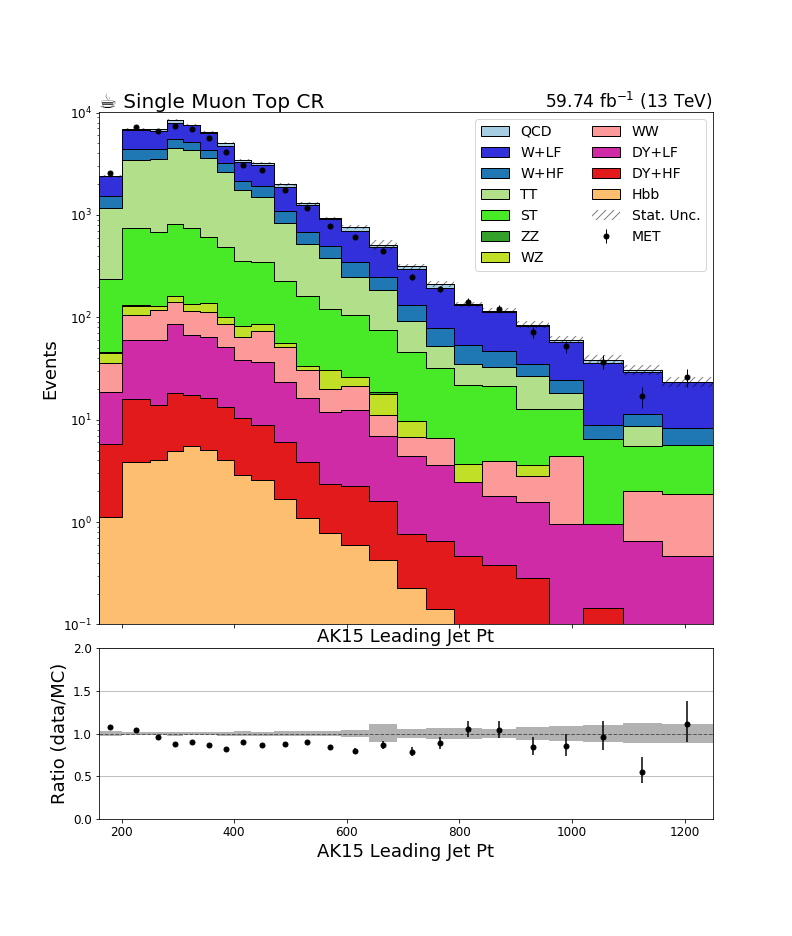 ☕ Single Muon Top CR 59.74 fb⁻¹ (13 TeV)
QCD WW
W+LF DY+LF
W+HF DY+HF
TT Hbb
ST Stat. Unc.
ZZ MET
WZ
Events
10⁴
10³
10²
10¹
10⁰
10⁻¹
AK15 Leading Jet Pt
Ratio (data/MC)
2.0
1.5
1.0
0.5
0.0
200 400 600 800 1000 1200
AK15 Leading Jet Pt